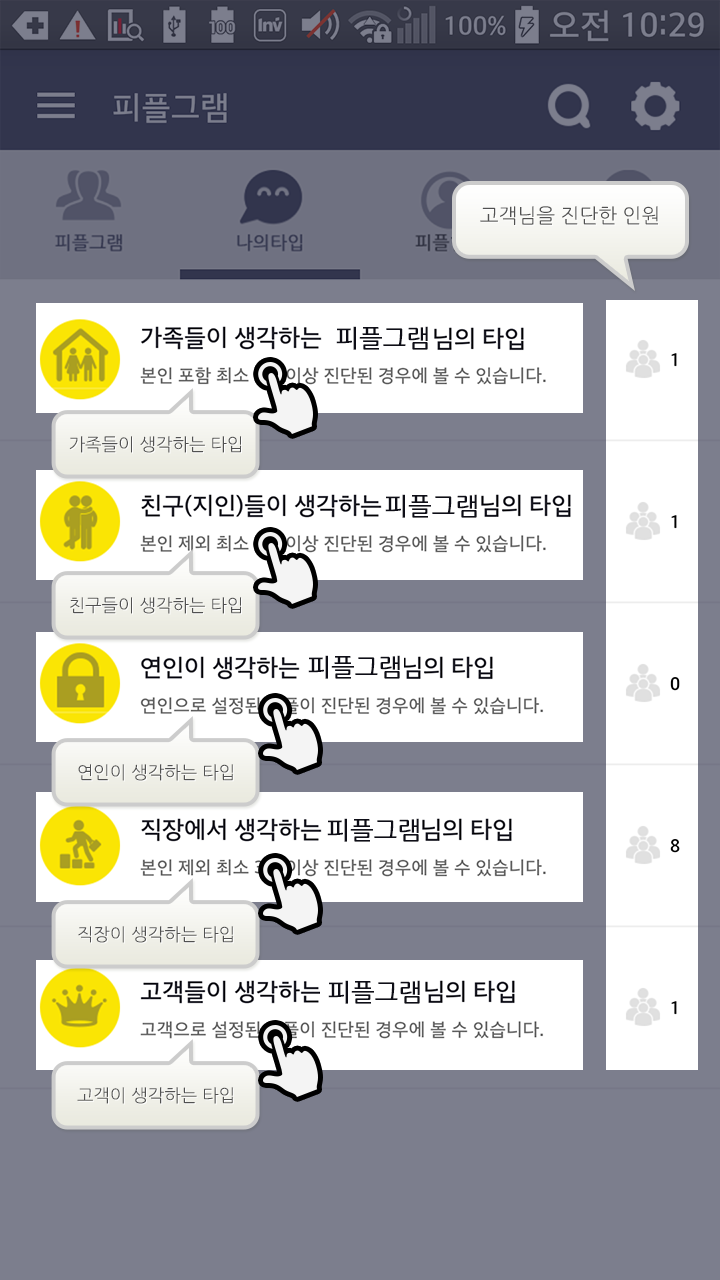 100
Inv
100% 오전 10:29
피플그램
피플그램
나의타입
피플
고객님을 진단한 인원
가족들이 생각하는 피플그램님의 타입
본인 포함 최소 이상 진단된 경우에 볼 수 있습니다.
1
가족들이 생각하는 타입
친구(지인)들이 생각하는피플그램님의 타입
본인 제외 최소 이상 진단된 경우에 볼 수 있습니다.
1
친구들이 생각하는 타입
연인이 생각하는 피플그램님의 타입
연인으로 설정된 플이 진단된 경우에 볼 수 있습니다.
0
연인이 생각하는 타입
직장에서 생각하는 피플그램님의 타입
본인 제외 최소 이상 진단된 경우에 볼 수 있습니다.
8
직장이 생각하는 타입
고객들이 생각하는 피플그램님의 타입
고객으로 설정된 플이 진단된 경우에 볼 수 있습니다.
1
고객이 생각하는 타입